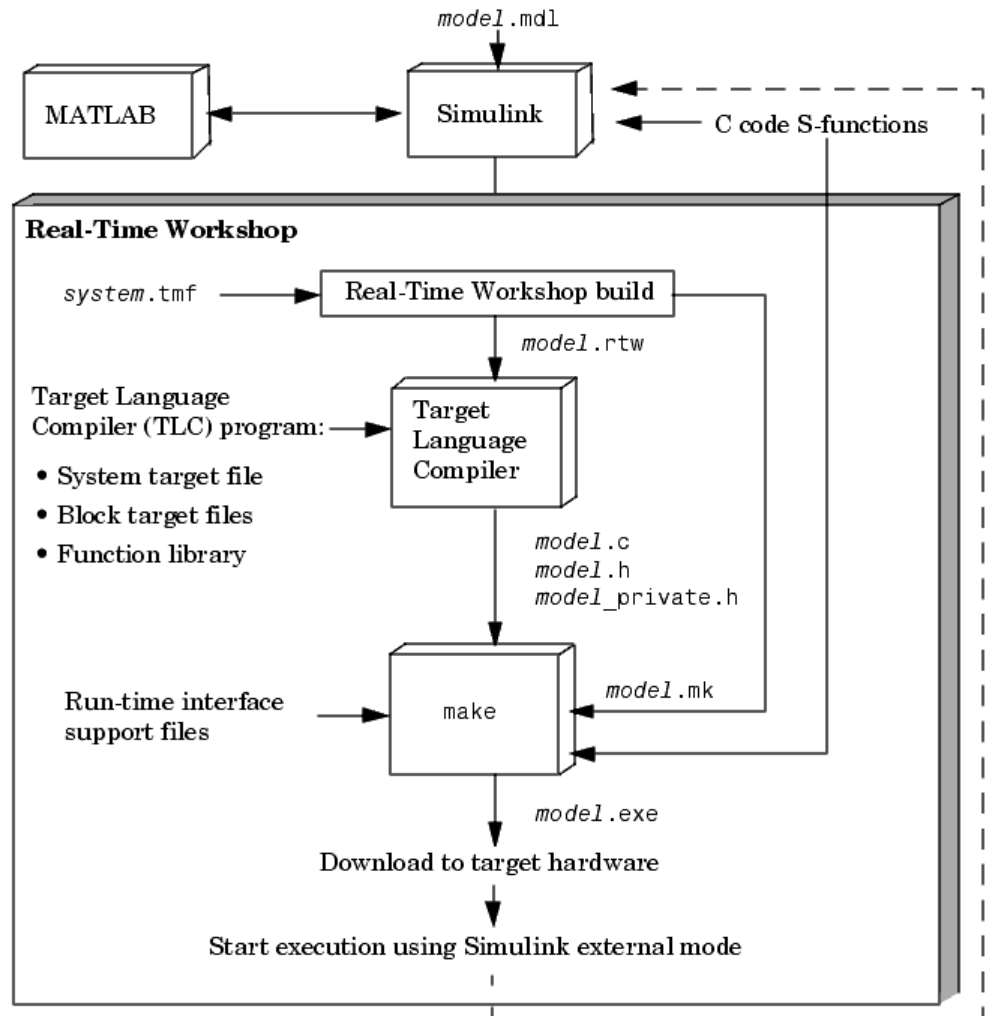 model.mdl
MATLAB
Simulink
C code S-functions
Real-Time Workshop
system.tmf
Real-Time Workshop build
model.rtw
Target Language
Compiler (TLC) program:
• System target file
• Block target files
• Function library
Target
Language
Compiler
model.c
model.h
model_private.h
Run-time interface
support files
make
model.mk
model.exe
Download to target hardware
Start execution using Simulink external mode